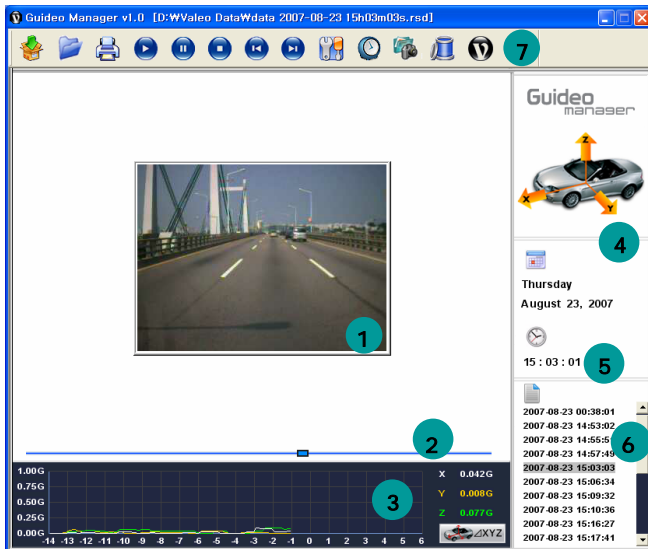 Guideo Manager v1.0 [D:₩Valeo Data₩data 2007-08-23 15h03m03s.rsd]
7
Guideo
manager
Z
X
Y
4
Thursday
August 23, 2007
15 : 03 : 01
5
1
2
2007-08-23 00:38:01
2007-08-23 14:53:02
2007-08-23 14:55:51
2007-08-23 14:57:49
2007-08-23 15:03:03
2007-08-23 15:06:34
2007-08-23 15:09:32
2007-08-23 15:10:36
2007-08-23 15:16:27
2007-08-23 15:17:41
6
1.00G
0.75G
0.50G
0.25G
0.00G
-14 -13 -12 -11 -10 -9 -8 -7 -6 -5 -4 -3 -2 -1 0 1 2 3 4 5 6
3
X 0.042G
Y 0.008G
Z 0.077G
⊿XYZ